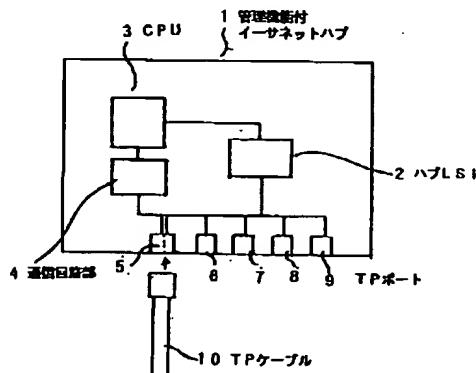 1 管理機能付
イーサネットハブ
3 CPU
2 ハブLSI
4 通信回路部
5
6
7
8
9 TPポート
10 TPケーブル